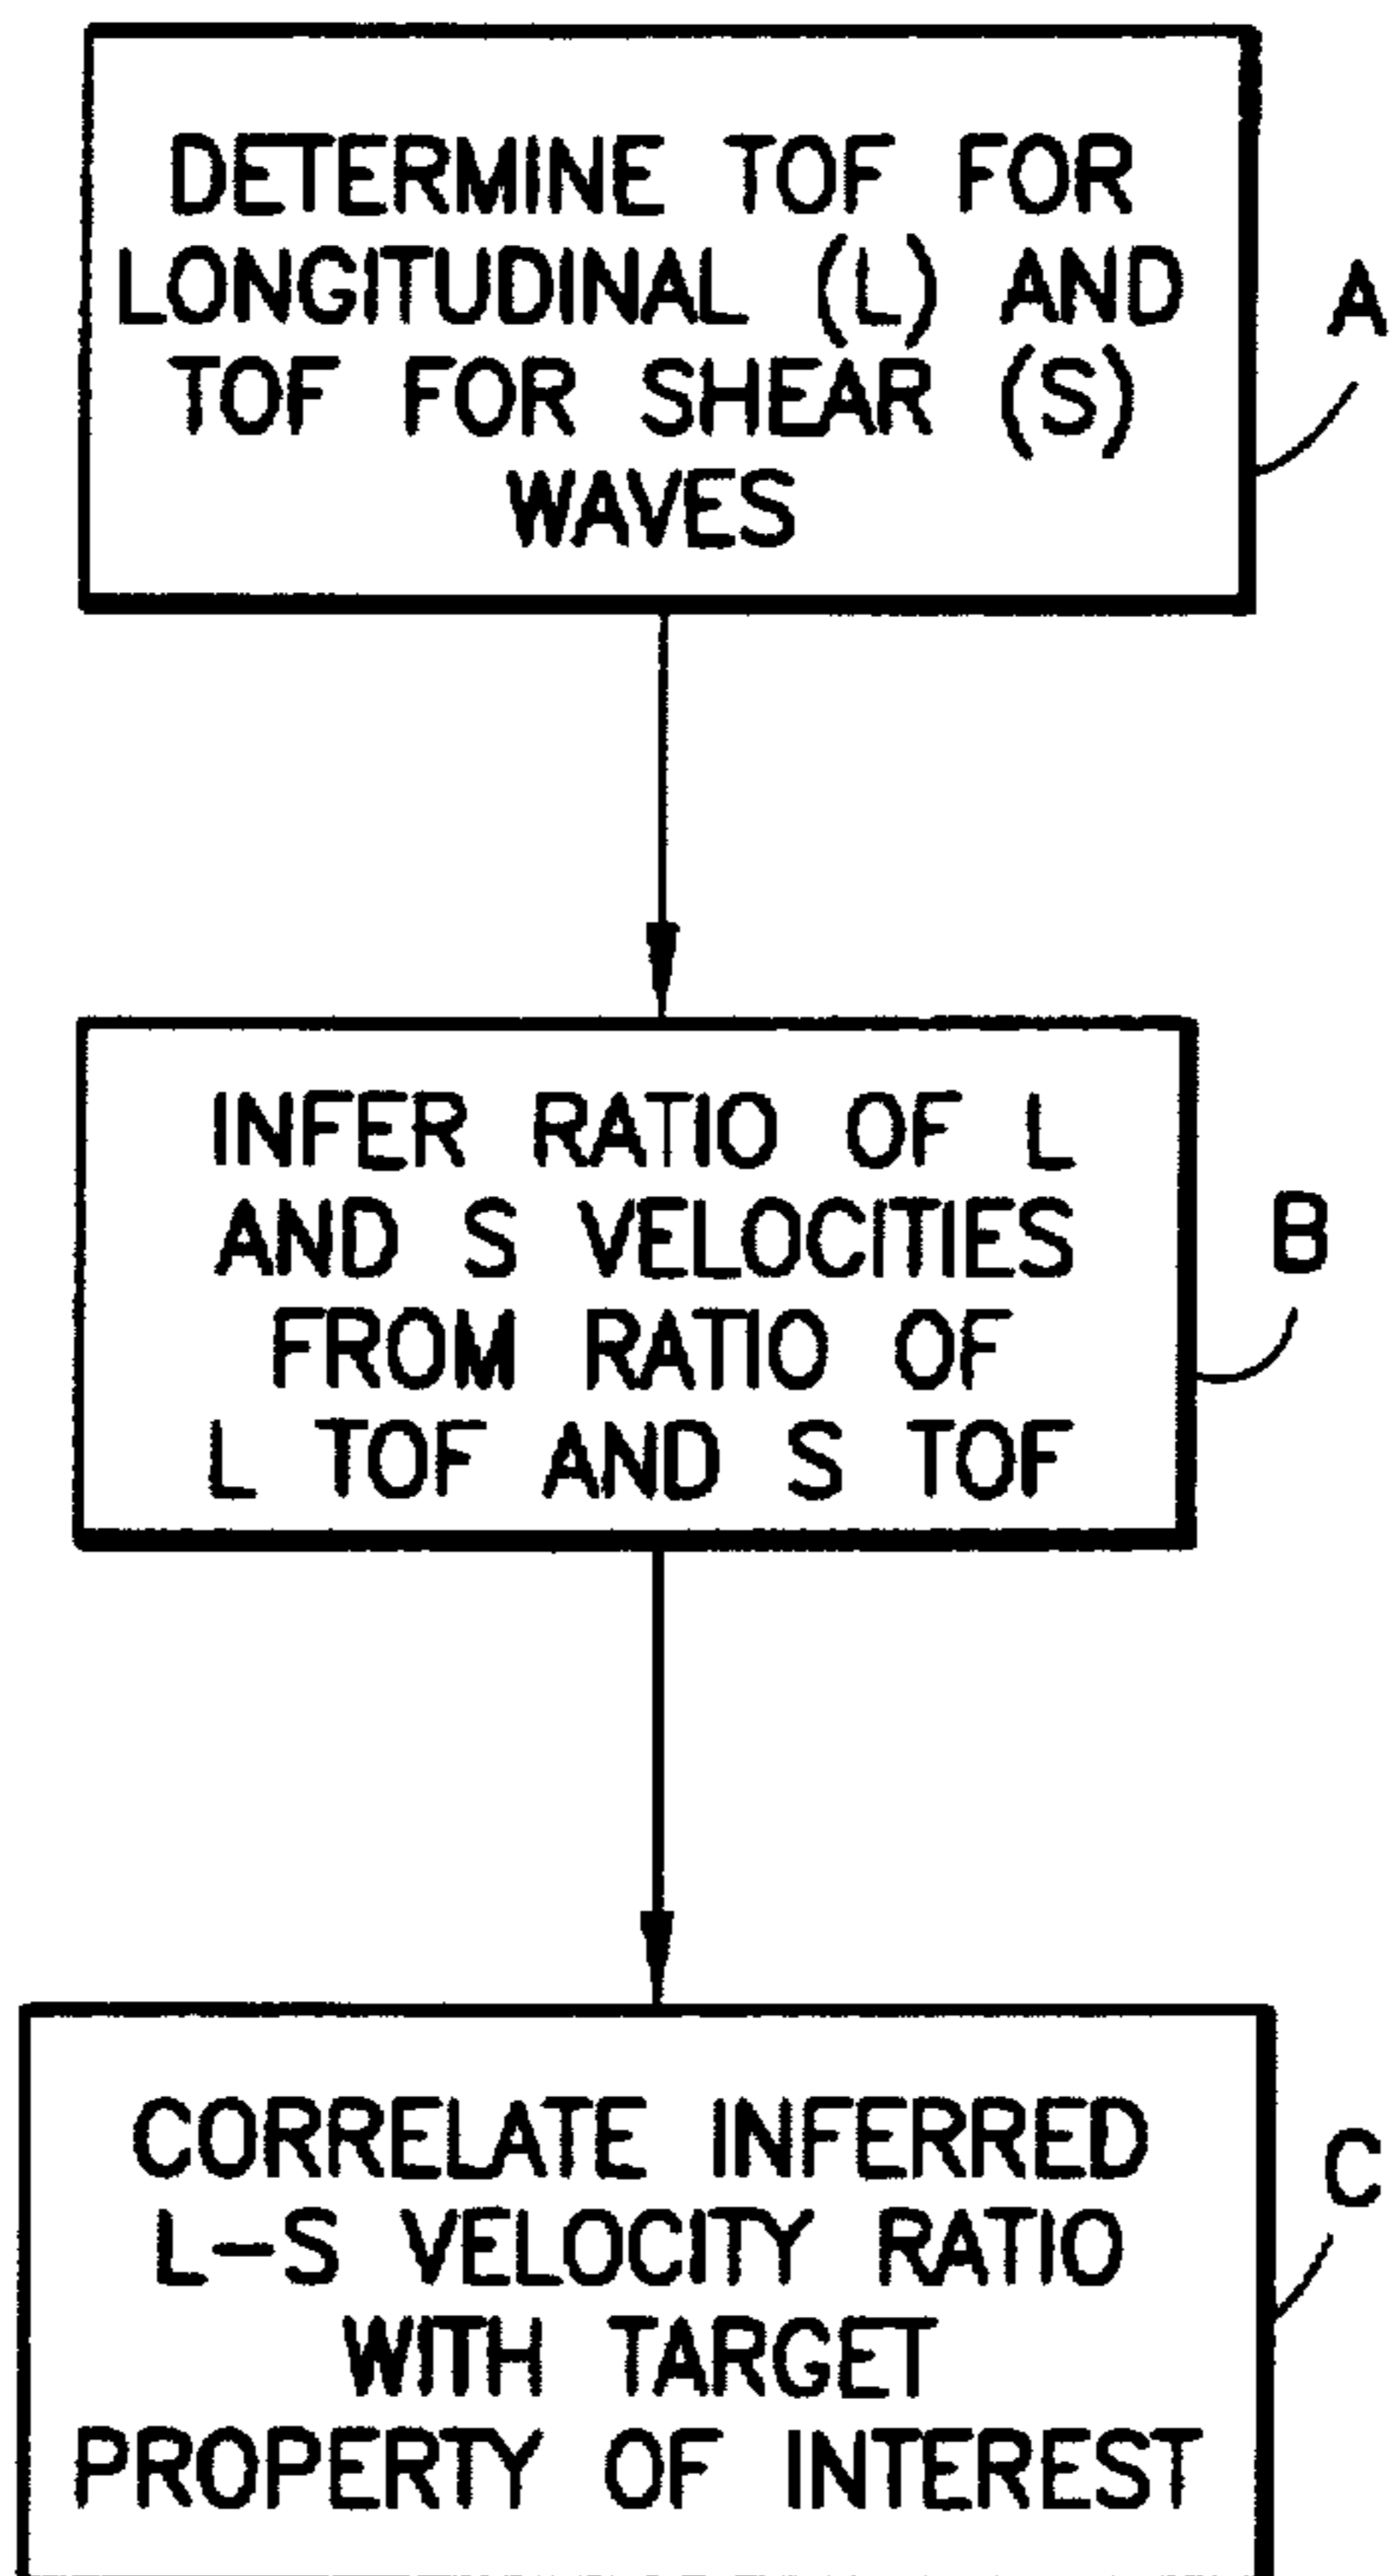 DETERMINE TOF FOR
LONGITUDINAL (L) AND
TOF FOR SHEAR (S)
WAVES
A
INFER RATIO OF L
AND S VELOCITIES
FROM RATIO OF
L TOF AND S TOF
B
CORRELATE INFERRED
L-S VELOCITY RATIO
WITH TARGET
PROPERTY OF INTEREST
C